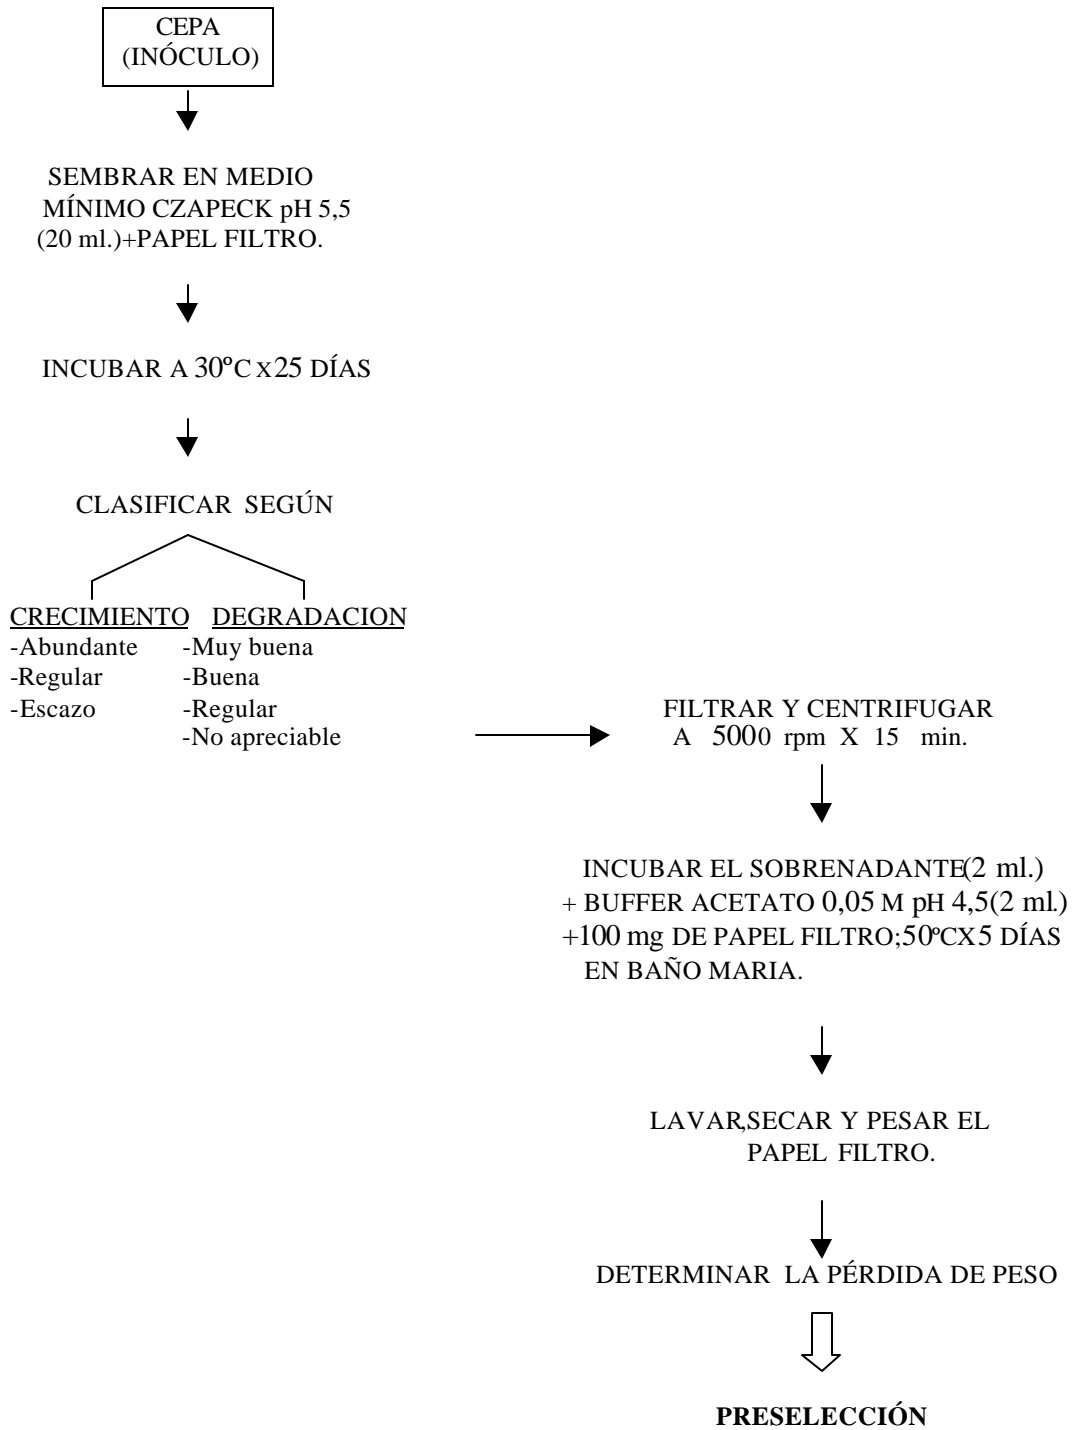 CEPA
(INÓCULO)
SEMBRAR EN MEDIO
MÍNIMO CZAPECK pH 5,5
(20 ml.)+PAPEL FILTRO.
INCUBAR A 30ºC X 25 DÍAS
CLASIFICAR SEGÚN
CRECIMIENTO DEGRADACION
-Abundante -Muy buena
-Regular -Buena
-Escazo -Regular
-No apreciable
FILTRAR Y CENTRIFUGAR
A 5000 rpm X 15 min.
INCUBAR EL SOBRENADANTE(2 ml.)
+ BUFFER ACETATO 0,05 M pH 4,5(2 ml.)
+100 mg DE PAPEL FILTRO;50ºCX5 DÍAS
EN BAÑO MARIA.
LAVAR,SECAR Y PESAR EL
PAPEL FILTRO.
DETERMINAR LA PÉRDIDA DE PESO
PRESELECCIÓN